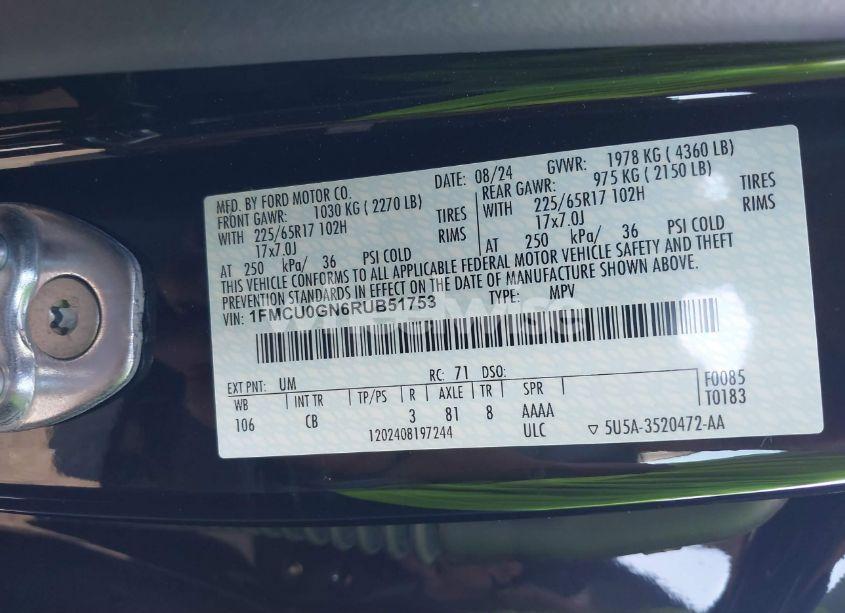 MFD. BY FORD MOTOR CO.
DATE: 08/24
GVWR: 1978 KG ( 4360 LB)
FRONT GAWR: 1030 KG ( 2270 LB)
REAR GAWR: 975 KG ( 2150 LB)
WITH 225/65R17 102H TIRES
WITH 225/65R17 102H TIRES
17x7.0J RIMS
17x7.0J RIMS
AT 250 kPa/ 36 PSI COLD
AT 250 kPa/ 36 PSI COLD
THIS VEHICLE CONFORMS TO ALL APPLICABLE FEDERAL MOTOR VEHICLE SAFETY AND THEFT
PREVENTION STANDARDS IN EFFECT ON THE DATE OF MANUFACTURE SHOWN ABOVE.
VIN: 1FMCU0GN6RUB51753 TYPE: MPV
EXT PNT: UM RC: 71 DSO:
WB INT TR TP/PS R AXLE TR SPR
106 CB 3 81 8 AAAA
F0085
T0183
1202408197244 ULC ▽ 5U5A-3520472-AA